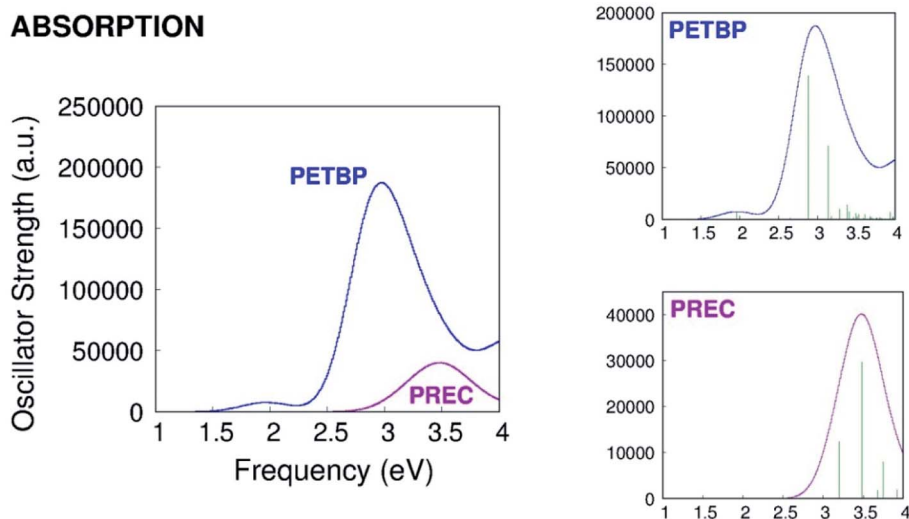 ABSORPTION
Oscillator Strength (a.u.)
250000
200000
150000
100000
50000
0
PETBP
PREC
1 1.5 2 2.5 3 3.5 4
Frequency (eV)
PETBP
200000
150000
100000
50000
0
1 1.5 2 2.5 3 3.5 4
PREC
40000
30000
20000
10000
0
1 1.5 2 2.5 3 3.5 4